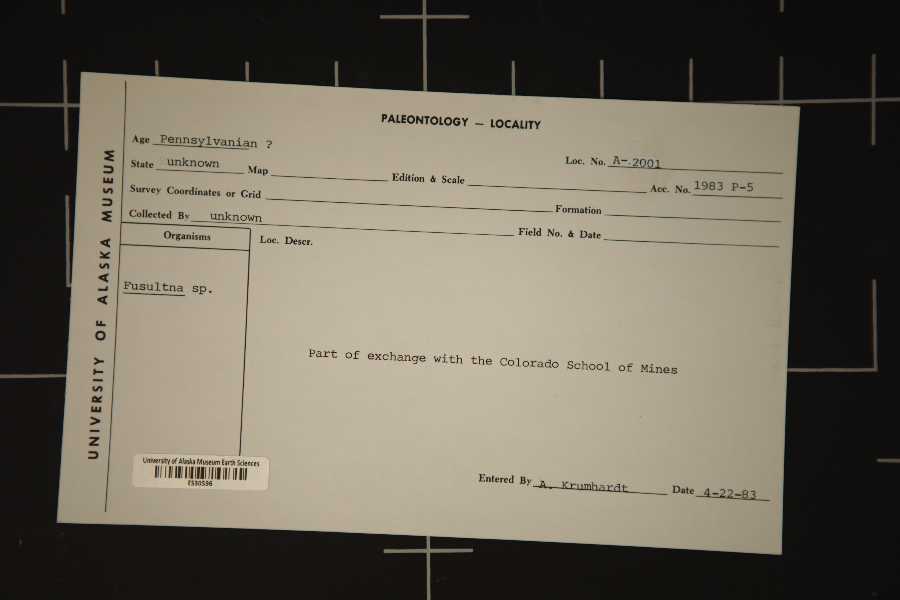 PALEONTOLOGY — LOCALITY
Age Pennsylvanian ?
Loc. No. A-.2001
State unknown Map Edition & Scale Acc. No. 1983 P-5
Survey Coordinates or Grid Formation
Collected By unknown Field No. & Date
Organisms
Loc. Descr.
Fusultna sp.
Part of exchange with the Colorado School of Mines
UNIVERSITY OF ALASKA MUSEUM
University of Alaska Museum Earth Sciences
ES30596
Entered By A. Krumhardt Date 4-22-83